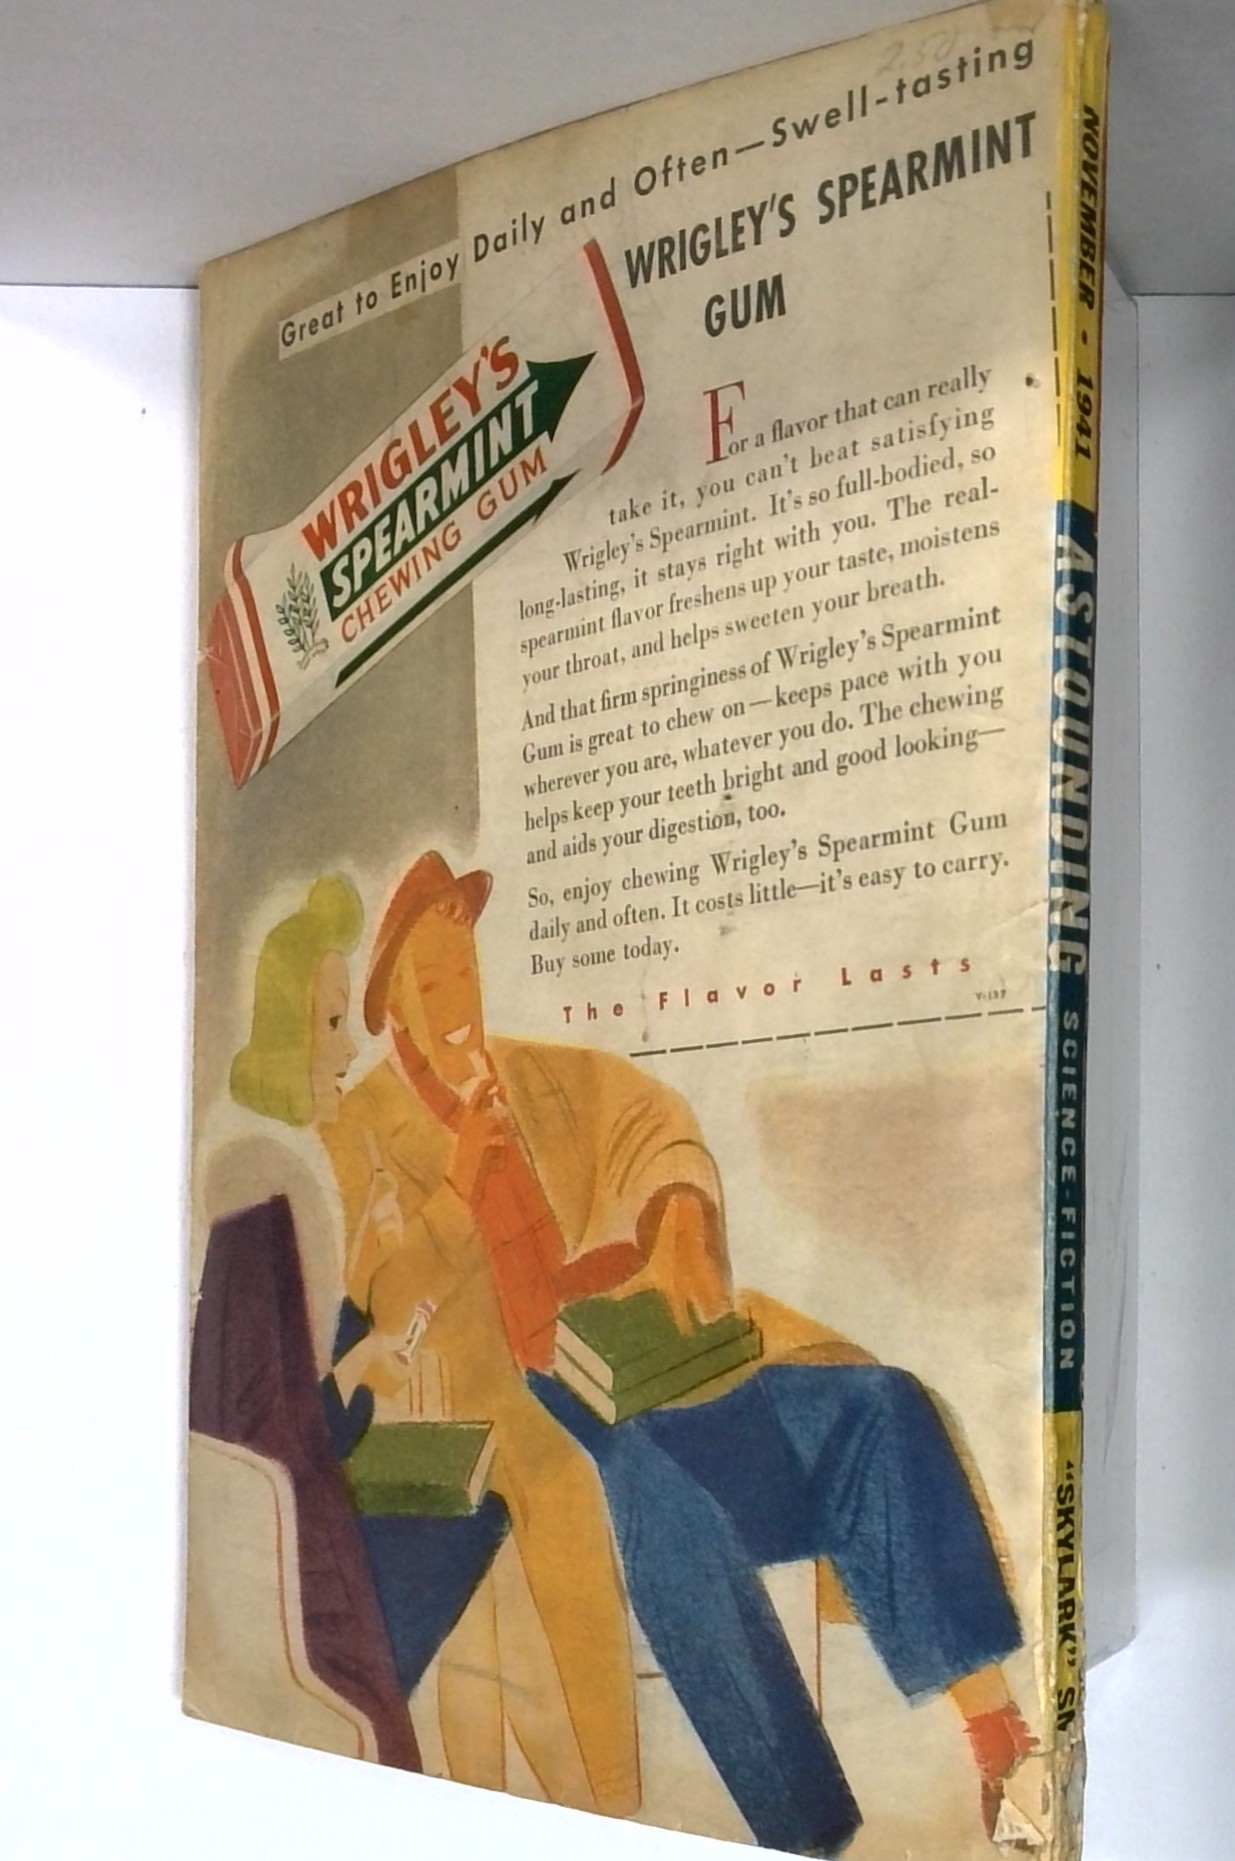 2.50
Great to Enjoy Daily and Often—Swell-tasting
WRIGLEY'S SPEARMINT
GUM
WRIGLEY'S
SPEARMINT
CHEWING GUM
For a flavor that can really
take it, you can't beat satisfying
Wrigley's Spearmint. It's so full-bodied, so
long-lasting, it stays right with you. The real-
spearmint flavor freshens up your taste, moistens
your throat, and helps sweeten your breath.
And that firm springiness of Wrigley's Spearmint
Gum is great to chew on—keeps pace with you
wherever you are, whatever you do. The chewing
helps keep your teeth bright and good looking—
and aids your digestion, too.
So, enjoy chewing Wrigley's Spearmint Gum
daily and often. It costs little—it's easy to carry.
Buy some today.
The Flavor Lasts
Y-137
NOVEMBER · 1941
ASTOUNDING SCIENCE-FICTION
"SKYLARK"